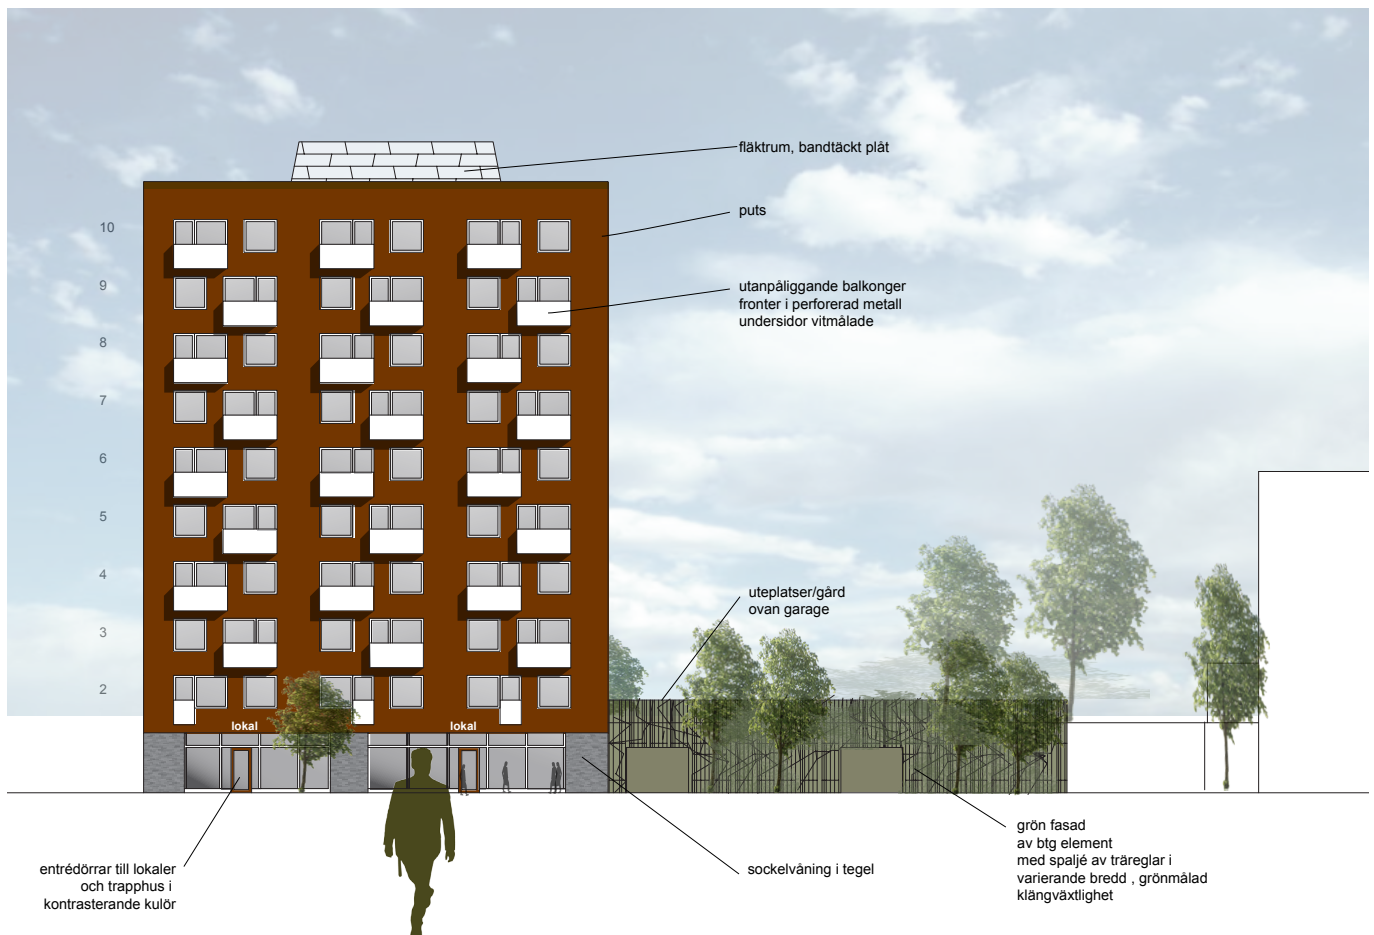 fläktrum, bandtäckt plåt
puts
10
9
utanpåliggande balkonger
fronter i perforerad metall
undersidor vitmålade
8
7
6
5
4
uteplatser/gård
ovan garage
3
2
lokal
lokal
grön fasad
av btg element
med spaljé av träreglar i
varierande bredd , grönmålad
klängväxtlighet
entrédörrar till lokaler
och trapphus i
kontrasterande kulör
sockelvåning i tegel